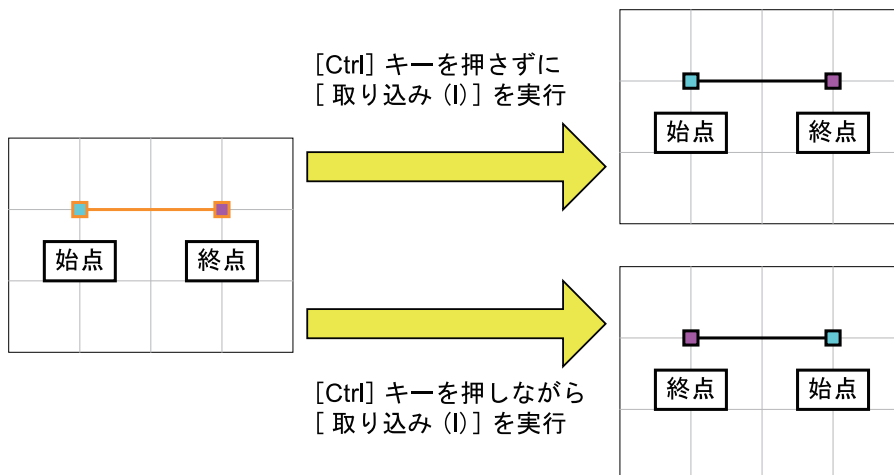 [Ctrl] キーを押さずに
[ 取り込み (I)] を実行
始点
終点
始点
終点
[Ctrl] キーを押しながら
[ 取り込み (I)] を実行
終点
始点